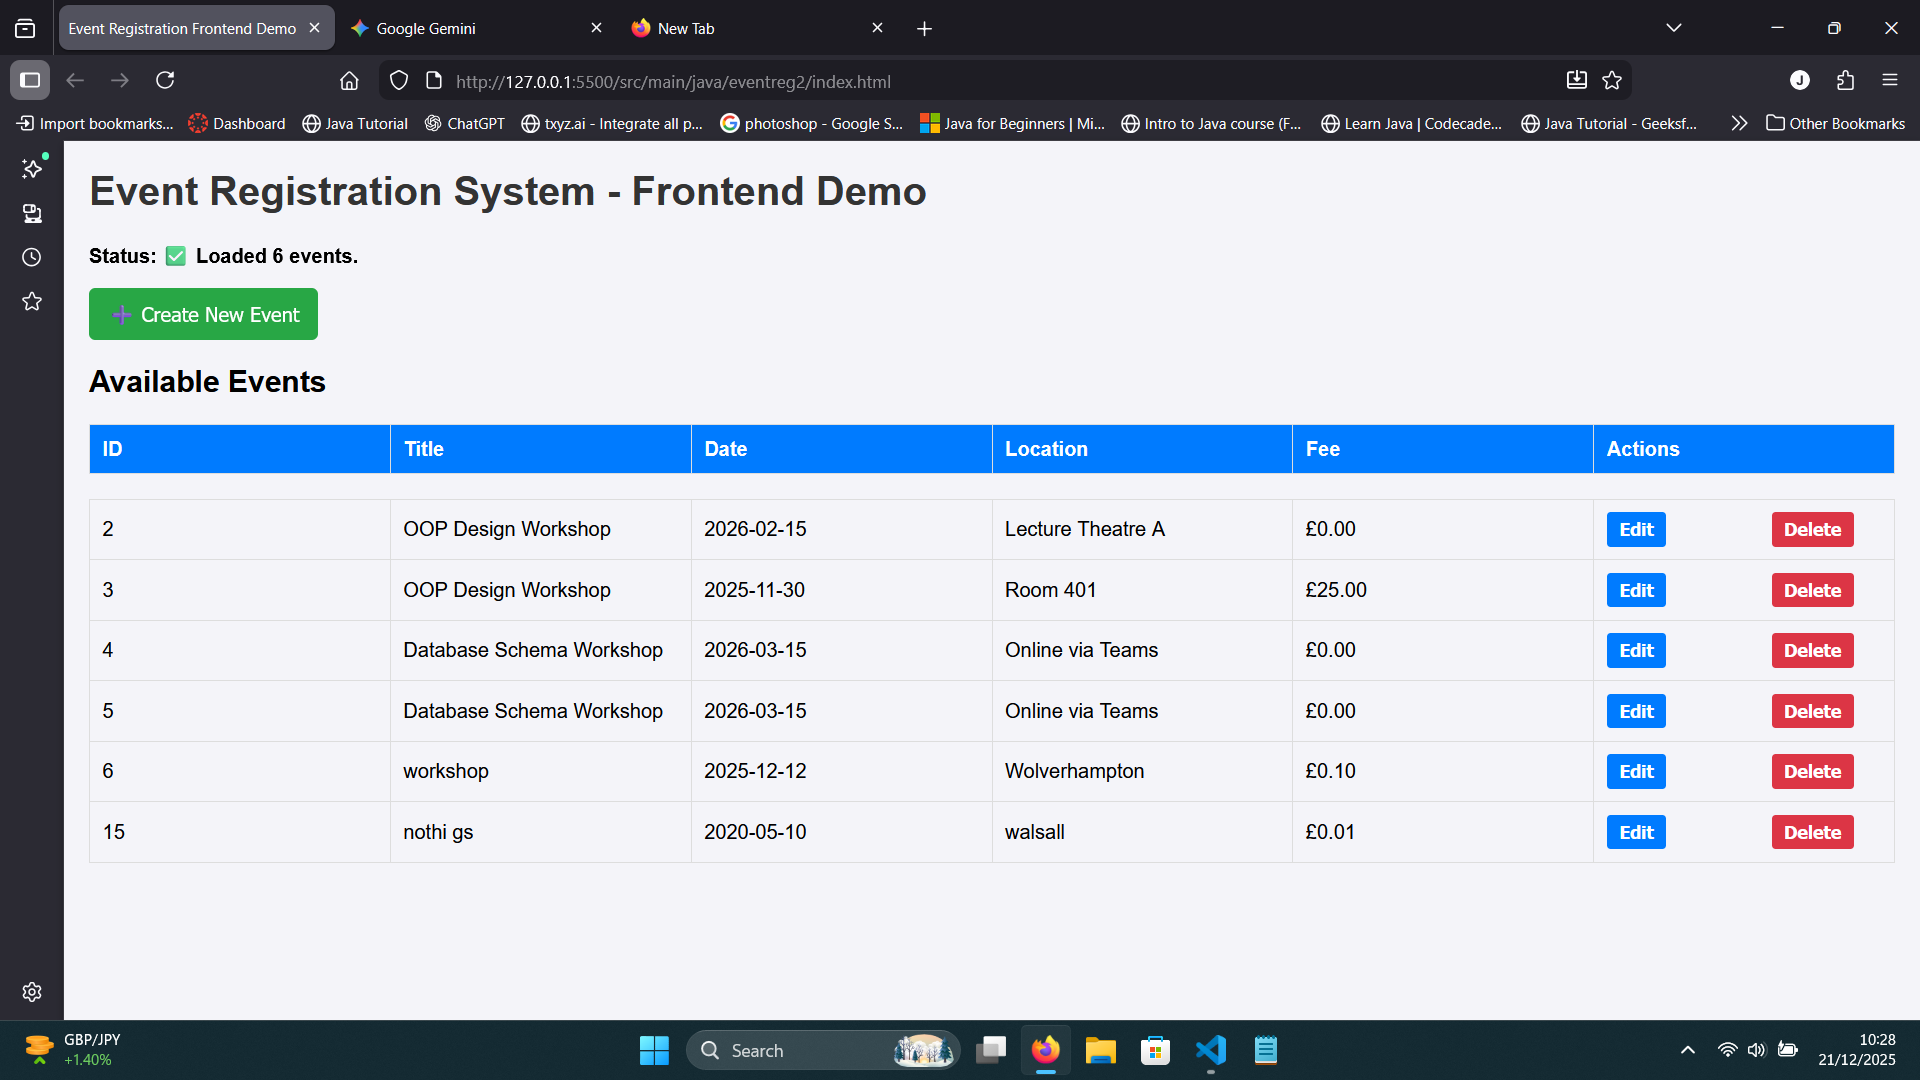 Event Registration Frontend Demo
Google Gemini
New Tab
http://127.0.0.1:5500/src/main/java/eventreg2/index.html
J
Import bookmarks...
Dashboard
Java Tutorial
ChatGPT
txyz.ai - Integrate all p...
photoshop - Google S...
Java for Beginners | Mi...
Intro to Java course (F...
Learn Java | Codecade...
Java Tutorial - Geeksf...
Other Bookmarks
Event Registration System - Frontend Demo
Status: ✅ Loaded 6 events.
➕ Create New Event
Available Events
ID Title Date Location Fee Actions
2 OOP Design Workshop 2026-02-15 Lecture Theatre A £0.00 Edit Delete
3 OOP Design Workshop 2025-11-30 Room 401 £25.00 Edit Delete
4 Database Schema Workshop 2026-03-15 Online via Teams £0.00 Edit Delete
5 Database Schema Workshop 2026-03-15 Online via Teams £0.00 Edit Delete
6 workshop 2025-12-12 Wolverhampton £0.10 Edit Delete
15 nothi gs 2020-05-10 walsall £0.01 Edit Delete
GBP/JPY
+1.40%
Search
10:28
21/12/2025